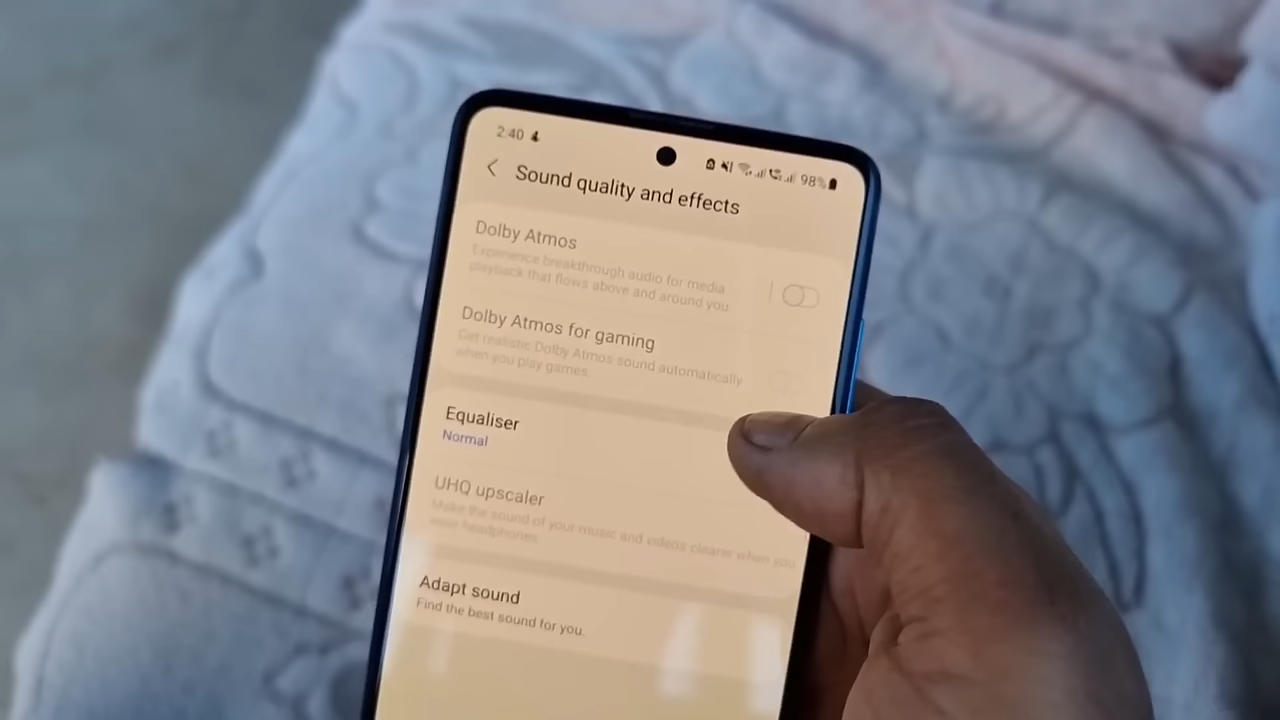 2:40
98%
Sound quality and effects
Dolby Atmos
Experience breakthrough audio for media
playback that flows above and around you.
Dolby Atmos for gaming
Get realistic Dolby Atmos sound automatically
when you play games.
Equaliser
Normal
UHQ upscaler
Make the sound of your music and videos clearer when you
wear headphones.
Adapt sound
Find the best sound for you.